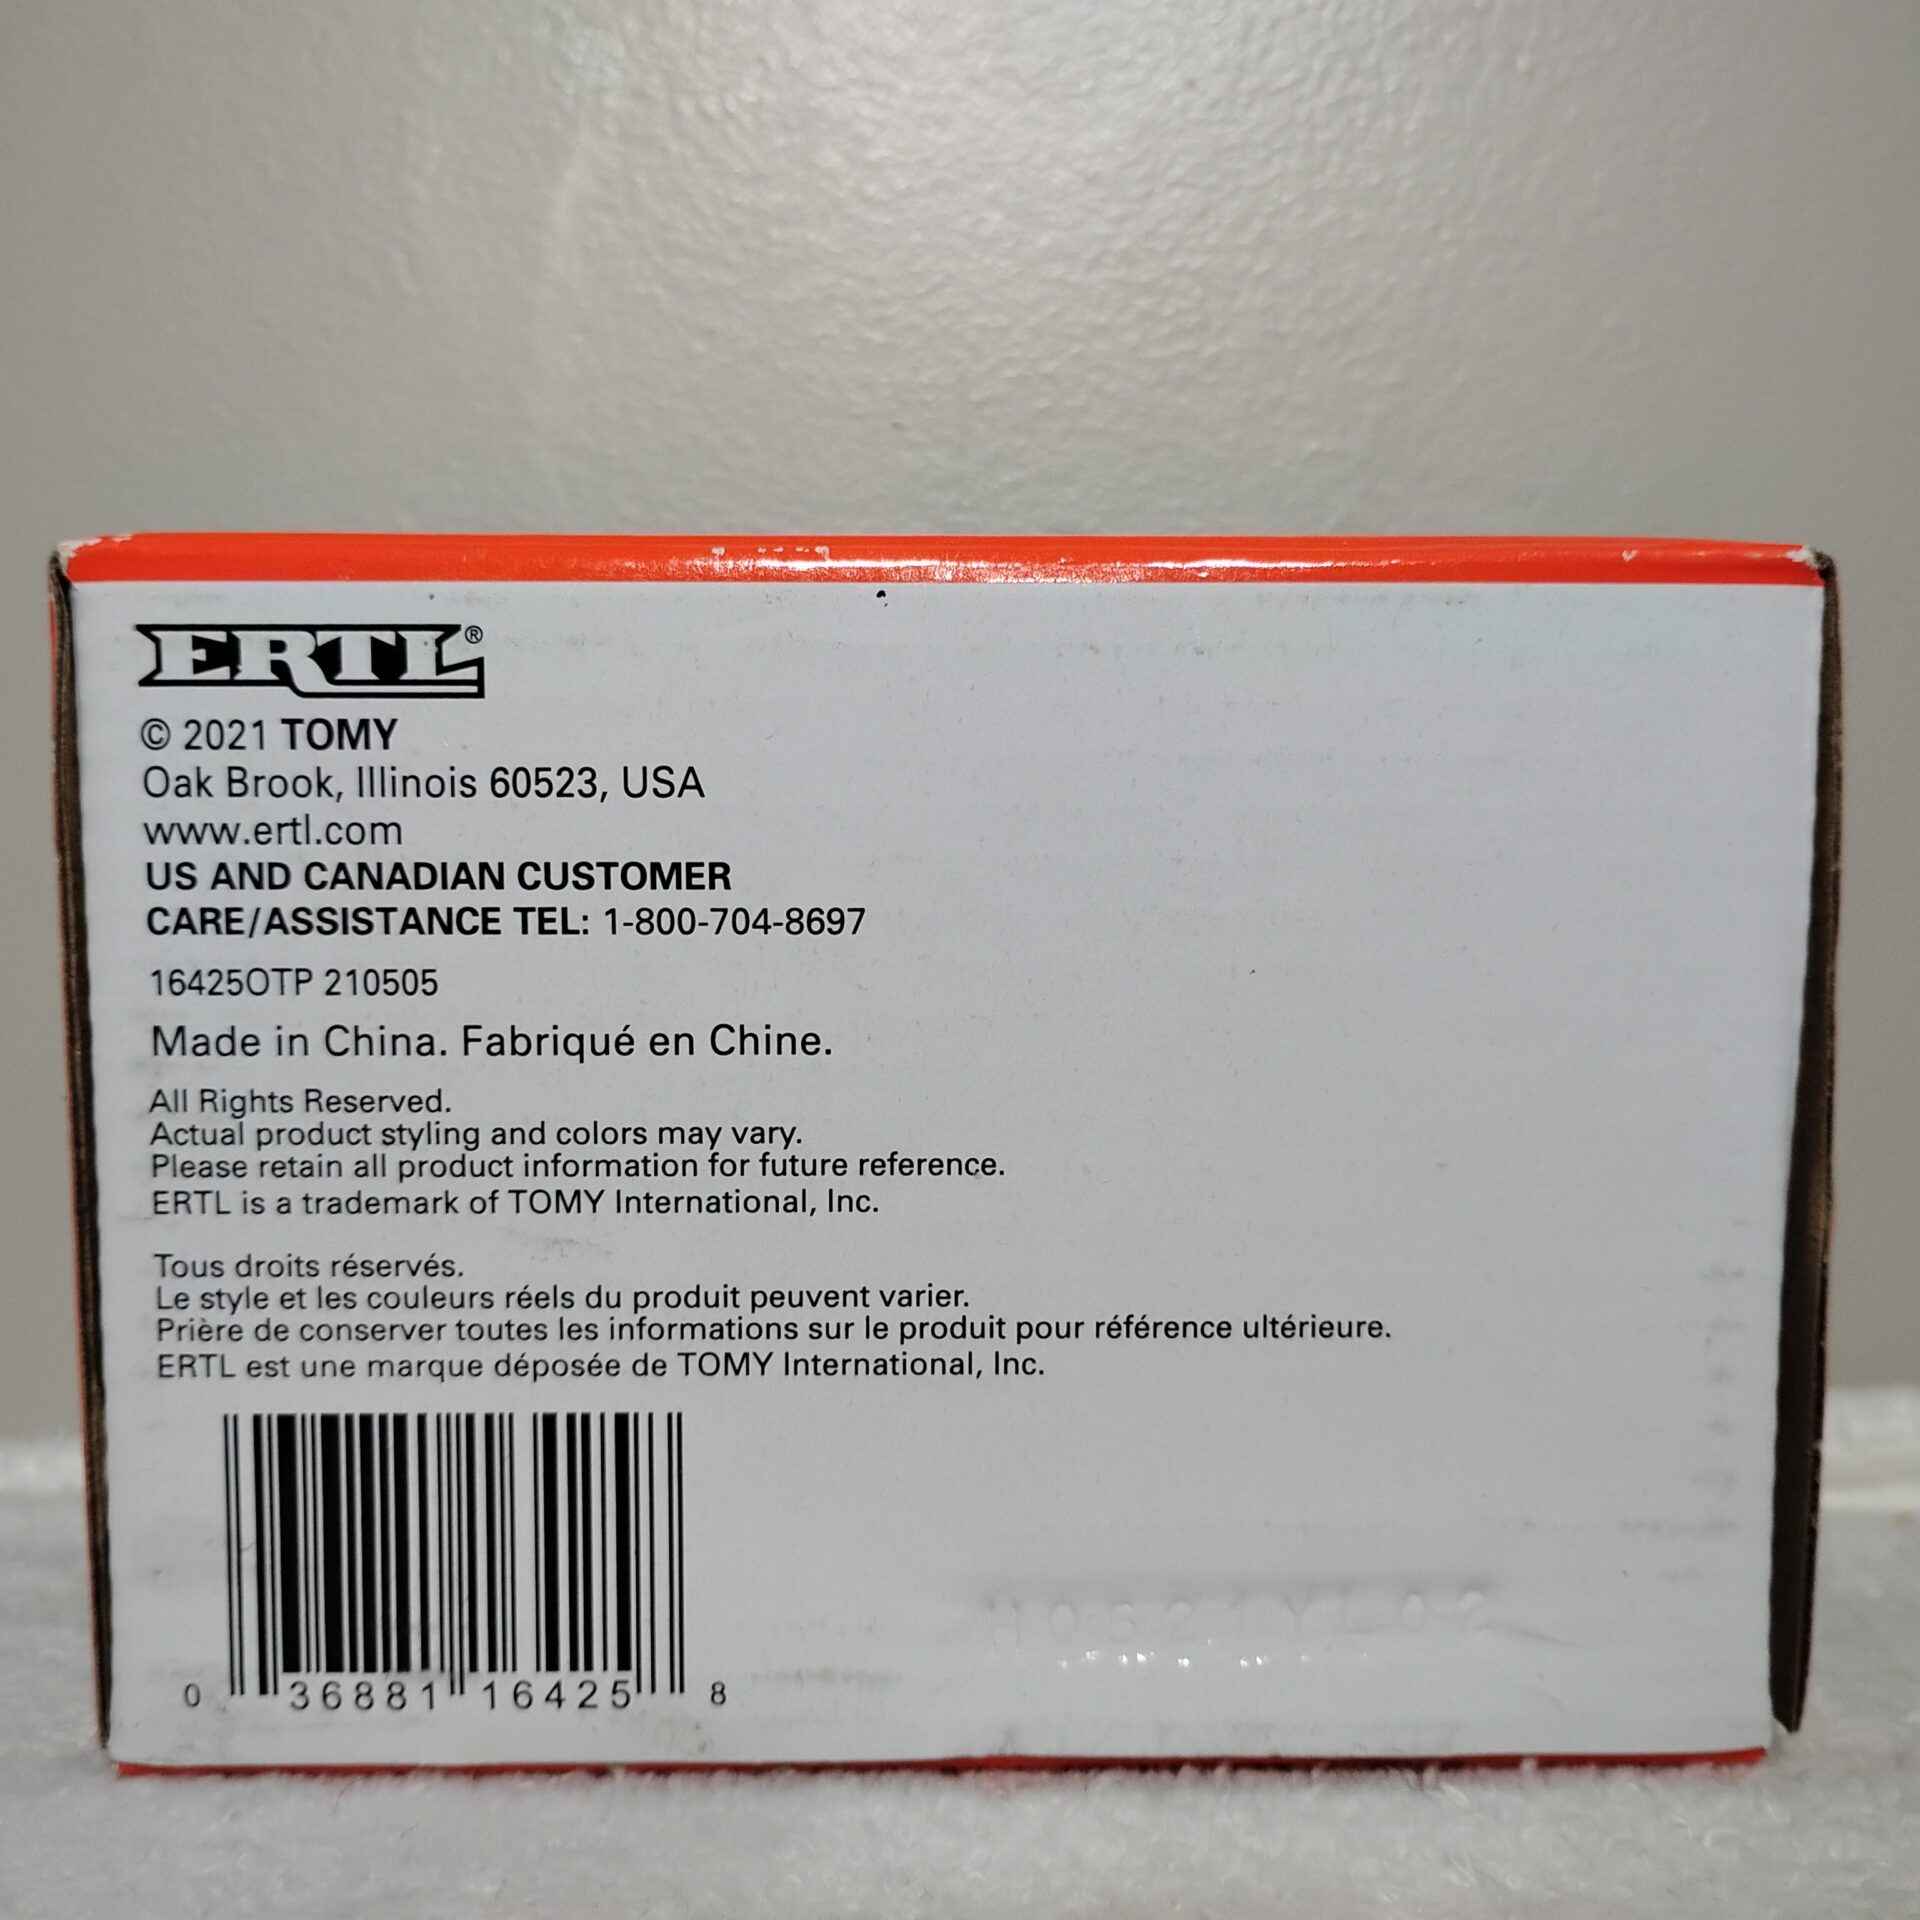 ERTL®
© 2021 TOMY
Oak Brook, Illinois 60523, USA
www.ertl.com
US AND CANADIAN CUSTOMER
CARE/ASSISTANCE TEL: 1-800-704-8697
16425OTP 210505
Made in China. Fabriqué en Chine.
All Rights Reserved.
Actual product styling and colors may vary.
Please retain all product information for future reference.
ERTL is a trademark of TOMY International, Inc.
Tous droits réservés.
Le style et les couleurs réels du produit peuvent varier.
Prière de conserver toutes les informations sur le produit pour référence ultérieure.
ERTL est une marque déposée de TOMY International, Inc.
0 36881 16425 8